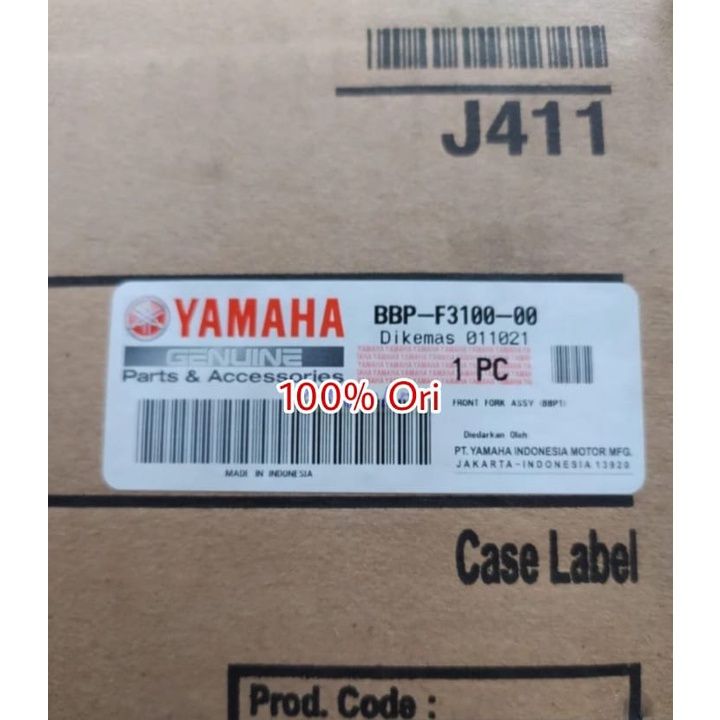 J411
YAMAHA
GENUINE
Parts & Accessories
BBP-F3100-00
Dikemas 011021
1 PC
100% Ori
FRONT FORK ASSY (BBP1)
Diedarkan Oleh:
PT. YAMAHA INDONESIA MOTOR MFG.
JAKARTA-INDONESIA 13920
MADE IN INDONESIA
Case Label
Prod. Code :